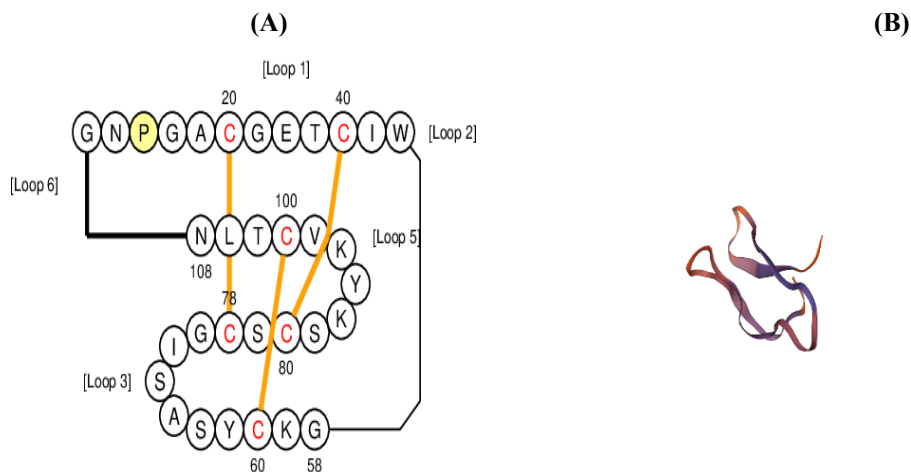 (A)
(B)
[Loop 1]
20
40
G N P G A C G E T C I W
[Loop 2]
[Loop 6]
100
N L T C V K Y K S C S C G I S A S Y C K G
[Loop 5]
108
78
80
[Loop 3]
60
58